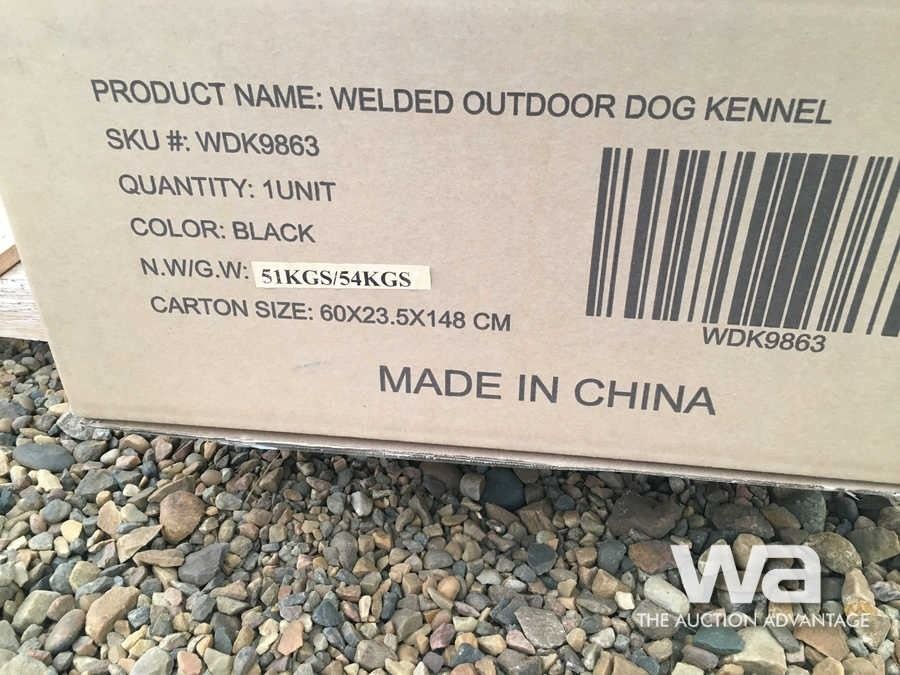 PRODUCT NAME: WELDED OUTDOOR DOG KENNEL
SKU #: WDK9863
QUANTITY: 1UNIT
COLOR: BLACK
N.W/G.W: 51KGS/54KGS
CARTON SIZE: 60X23.5X148 CM
WDK9863
MADE IN CHINA
wa
THE AUCTION ADVANTAGE